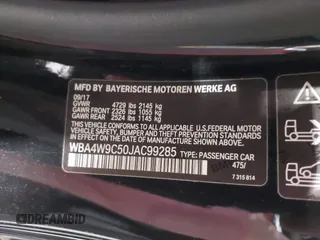 MFD BY BAYERISCHE MOTOREN WERKE AG
09/17
GVWR 4729 lbs 2145 kg
GAWR FRONT 2326 lbs 1055 kg
GAWR REAR 2524 lbs 1145 kg
THIS VEHICLE CONFORMS TO ALL APPLICABLE
U.S. FEDERAL MOTOR VEHICLE SAFETY, BUMPER AND
THEFT PREVENTION STANDARDS IN EFFECT ON THE DATE
OF MANUFACTURE SHOWN ABOVE.
WBA4W9C50JAC99285 TYPE: PASSENGER CAR
475/
7 315 814
© DREAMBID